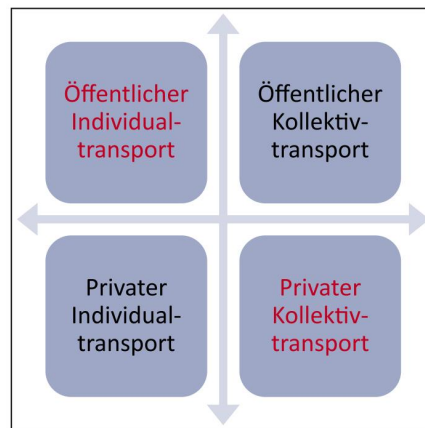 Öffentlicher
Individual-
transport
Öffentlicher
Kollektiv-
transport
Privater
Individual-
transport
Privater
Kollektiv-
transport